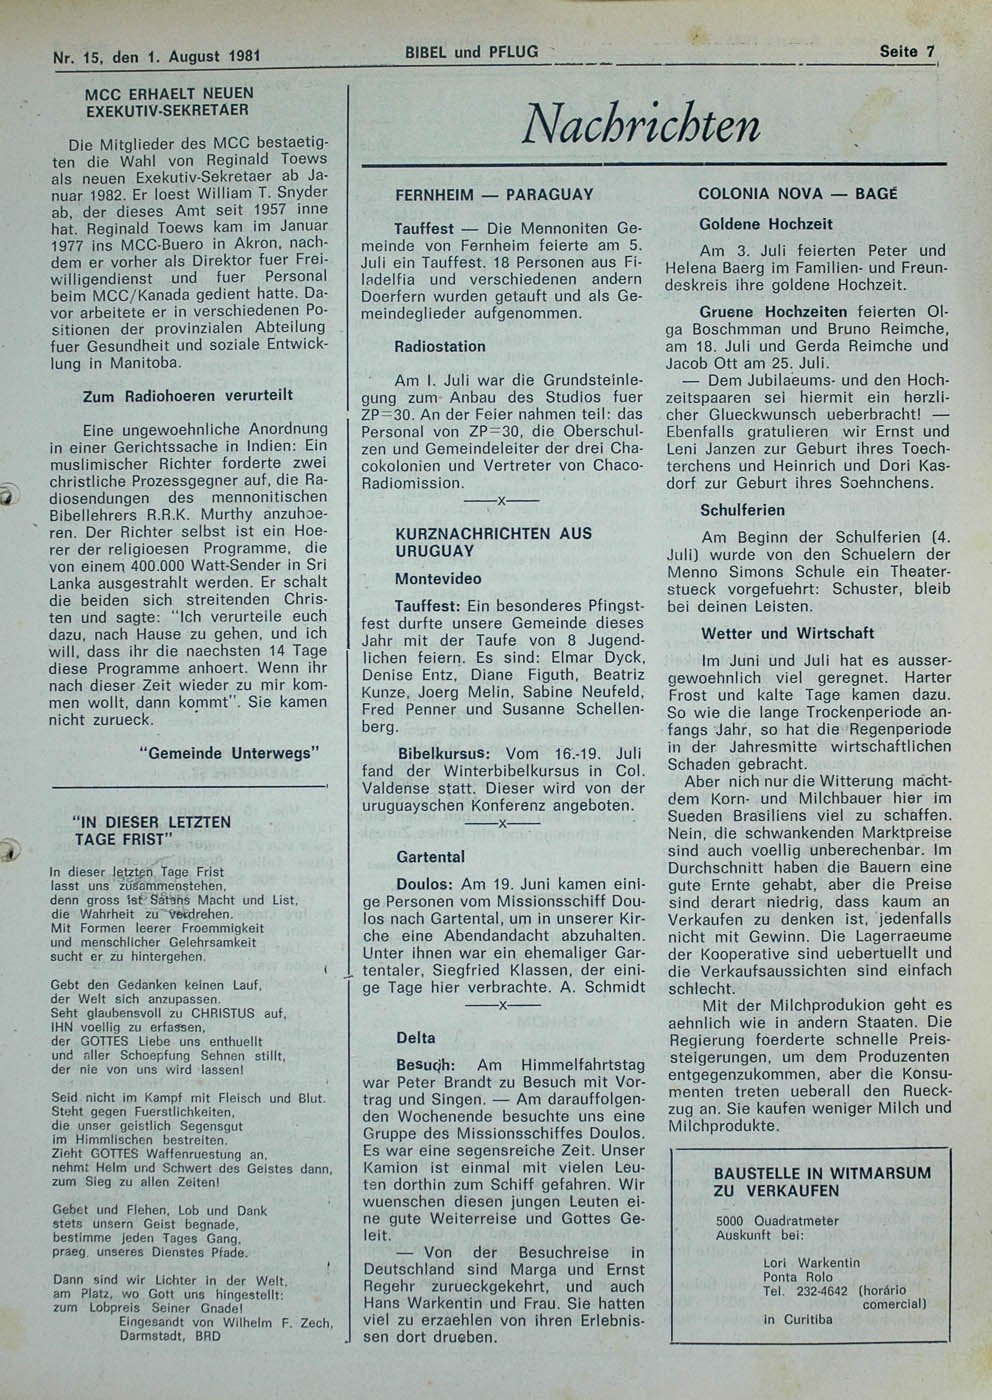 Nr. 15, den 1. August 1981
BIBEL und PFLUG
Seite 7
MCC ERHAELT NEUEN
EXEKUTIV-SEKRETAER
Die Mitglieder des MCC bestaetig-
ten die Wahl von Reginald Toews
als neuen Exekutiv-Sekretaer ab Ja-
nuar 1982. Er loest William T. Snyder
ab, der dieses Amt seit 1957 inne
hat. Reginald Toews kam im Januar
1977 ins MCC-Buero in Akron, nach-
dem er vorher als Direktor fuer Frei-
willigendienst und fuer Personal
beim MCC/Kanada gedient hatte. Da-
vor arbeitete er in verschiedenen Po-
sitionen der provinzialen Abteilung
fuer Gesundheit und soziale Entwick-
lung in Manitoba.
Zum Radiohoeren verurteilt
Eine ungewoehnliche Anordnung
in einer Gerichtssache in Indien: Ein
muslimischer Richter forderte zwei
christliche Prozessgegner auf, die Ra-
diosendungen des mennonitischen
Bibellehrers R.R.K. Murthy anzuhoe-
ren. Der Richter selbst ist ein Hoe-
rer der religioesen Programme, die
von einem 400.000 Watt-Sender in Sri
Lanka ausgestrahlt werden. Er schalt
die beiden sich streitenden Chris-
ten und sagte: "Ich verurteile euch
dazu, nach Hause zu gehen, und ich
will, dass ihr die naechsten 14 Tage
diese Programme anhoert. Wenn ihr
nach dieser Zeit wieder zu mir kom-
men wollt, dann kommt". Sie kamen
nicht zurueck.
"Gemeinde Unterwegs"
"IN DIESER LETZTEN
TAGE FRIST"
In dieser letzten Tage Frist
lasst uns zusammenstehen,
denn gross ist Satans Macht und List,
die Wahrheit zu verdrehen.
Mit Formen leerer Froemmigkeit
und menschlicher Gelehrsamkeit
sucht er zu hintergehen.
Gebt den Gedanken keinen Lauf,
der Welt sich anzupassen.
Seht glaubensvoll zu CHRISTUS auf,
IHN voellig zu erfassen,
der GOTTES Liebe uns enthuellt
und aller Schoepfung Sehnen stillt,
der nie von uns wird lassen!
Seid nicht im Kampf mit Fleisch und Blut.
Steht gegen Fuerstlichkeiten,
die unser geistlich Segensgut
im Himmlischen bestreiten.
Zieht GOTTES Waffenruestung an,
nehmt Helm und Schwert des Geistes dann,
zum Sieg zu allen Zeiten!
Gebet und Flehen, Lob und Dank
stets unsern Geist begnade,
bestimme jeden Tages Gang,
praeg unseres Dienstes Pfade.
Dann sind wir Lichter in der Welt,
am Platz, wo Gott uns hingestellt:
zum Lobpreis Seiner Gnade!
Eingesandt von Wilhelm F. Zech,
Darmstadt, BRD
Nachrichten
FERNHEIM — PARAGUAY
Tauffest — Die Mennoniten Ge-
meinde von Fernheim feierte am 5.
Juli ein Tauffest. 18 Personen aus Fi-
ladelfia und verschiedenen andern
Doerfern wurden getauft und als Ge-
meindeglieder aufgenommen.
Radiostation
Am I. Juli war die Grundsteinle-
gung zum Anbau des Studios fuer
ZP=30. An der Feier nahmen teil: das
Personal von ZP=30, die Oberschul-
zen und Gemeindeleiter der drei Cha-
cokolonien und Vertreter von Chaco-
Radiomission.
——x——
KURZNACHRICHTEN AUS
URUGUAY
Montevideo
Tauffest: Ein besonderes Pfingst-
fest durfte unsere Gemeinde dieses
Jahr mit der Taufe von 8 Jugend-
lichen feiern. Es sind: Elmar Dyck,
Denise Entz, Diane Figuth, Beatriz
Kunze, Joerg Melin, Sabine Neufeld,
Fred Penner und Susanne Schellen-
berg.
Bibelkursus: Vom 16.-19. Juli
fand der Winterbibelkursus in Col.
Valdense statt. Dieser wird von der
uruguayschen Konferenz angeboten.
——x——
Gartental
Doulos: Am 19. Juni kamen eini-
ge Personen vom Missionsschiff Dou-
los nach Gartental, um in unserer Kir-
che eine Abendandacht abzuhalten.
Unter ihnen war ein ehemaliger Gar-
tentaler, Siegfried Klassen, der eini-
ge Tage hier verbrachte. A. Schmidt
——x——
Delta
Besuch: Am Himmelfahrtstag
war Peter Brandt zu Besuch mit Vor-
trag und Singen. — Am darauffolgen-
den Wochenende besuchte uns eine
Gruppe des Missionsschiffes Doulos.
Es war eine segensreiche Zeit. Unser
Kamion ist einmal mit vielen Leu-
ten dorthin zum Schiff gefahren. Wir
wuenschen diesen jungen Leuten ei-
ne gute Weiterreise und Gottes Ge-
leit.
— Von der Besuchreise in
Deutschland sind Marga und Ernst
Regehr zurueckgekehrt, und auch
Hans Warkentin und Frau. Sie hatten
viel zu erzaehlen von ihren Erlebnis-
sen dort drueben.
COLONIA NOVA — BAGÉ
Goldene Hochzeit
Am 3. Juli feierten Peter und
Helena Baerg im Familien- und Freun-
deskreis ihre goldene Hochzeit.
Gruene Hochzeiten feierten Ol-
ga Boschmman und Bruno Reimche,
am 18. Juli und Gerda Reimche und
Jacob Ott am 25. Juli.
— Dem Jubilaeums- und den Hoch-
zeitspaaren sei hiermit ein herzli-
cher Glueckwunsch ueberbracht! —
Ebenfalls gratulieren wir Ernst und
Leni Janzen zur Geburt ihres Toech-
terchens und Heinrich und Dori Kas-
dorf zur Geburt ihres Soehnchens.
Schulferien
Am Beginn der Schulferien (4.
Juli) wurde von den Schuelern der
Menno Simons Schule ein Theater-
stueck vorgefuehrt: Schuster, bleib
bei deinen Leisten.
Wetter und Wirtschaft
Im Juni und Juli hat es ausser-
gewoehnlich viel geregnet. Harter
Frost und kalte Tage kamen dazu.
So wie die lange Trockenperiode an-
fangs Jahr, so hat die Regenperiode
in der Jahresmitte wirtschaftlichen
Schaden gebracht.
Aber nich nur die Witterung macht-
dem Korn- und Milchbauer hier im
Sueden Brasiliens viel zu schaffen.
Nein, die schwankenden Marktpreise
sind auch voellig unberechenbar. Im
Durchschnitt haben die Bauern eine
gute Ernte gehabt, aber die Preise
sind derart niedrig, dass kaum an
Verkaufen zu denken ist, jedenfalls
nicht mit Gewinn. Die Lagerraeume
der Kooperative sind uebertuellt und
die Verkaufsaussichten sind einfach
schlecht.
Mit der Milchprodukion geht es
aehnlich wie in andern Staaten. Die
Regierung foerderte schnelle Preis-
steigerungen, um dem Produzenten
entgegenzukommen, aber die Konsu-
menten treten ueberall den Rueck-
zug an. Sie kaufen weniger Milch und
Milchprodukte.
BAUSTELLE IN WITMARSUM
ZU VERKAUFEN
5000 Quadratmeter
Auskunft bei:
Lori Warkentin
Ponta Rolo
Tel. 232-4642 (horário
comercial)
in Curitiba